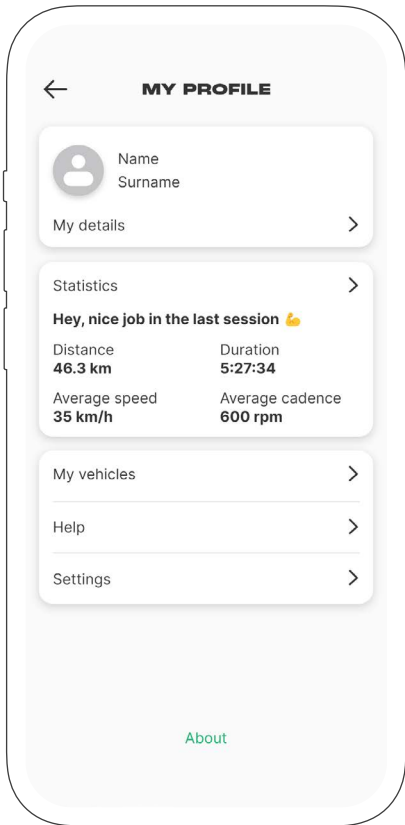 MY PROFILE
Name
Surname
My details
Statistics
Hey, nice job in the last session 💪
Distance
46.3 km
Duration
5:27:34
Average speed
35 km/h
Average cadence
600 rpm
My vehicles
Help
Settings
About